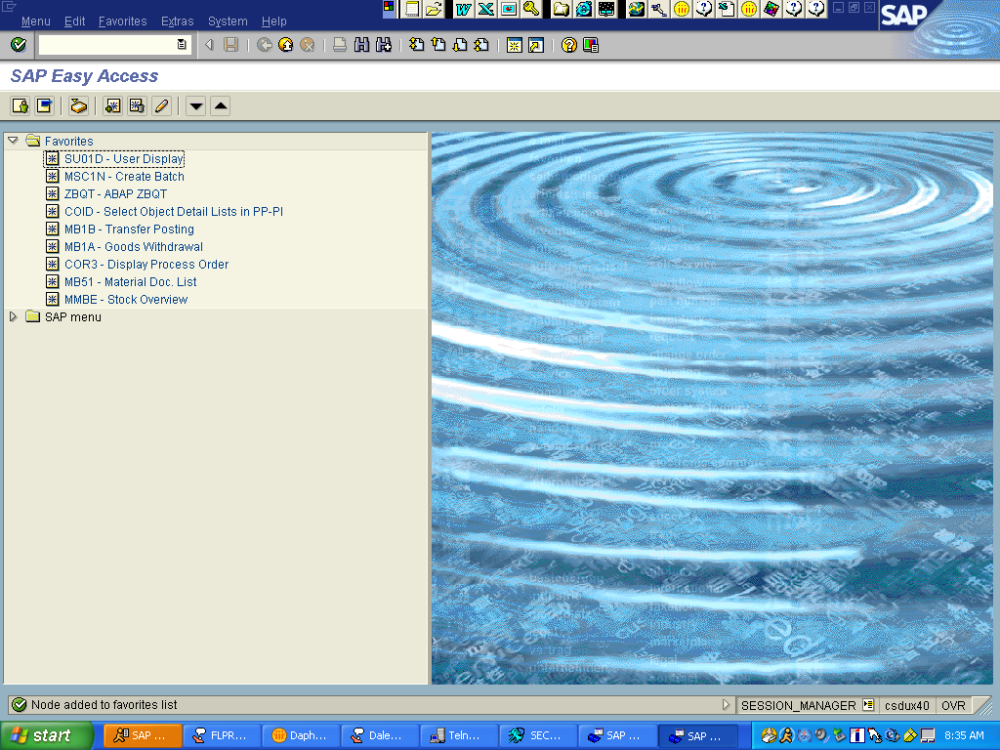 Menu Edit Favorites Extras System Help
SAP
SAP Easy Access
Favorites
SU01D - User Display
MSC1N - Create Batch
ZBQT - ABAP ZBQT
COID - Select Object Detail Lists in PP-PI
MB1B - Transfer Posting
MB1A - Goods Withdrawal
COR3 - Display Process Order
MB51 - Material Doc. List
MMBE - Stock Overview
SAP menu
Node added to favorites list
SESSION_MANAGER csdux40 OVR
start SAP ... FLPR... Daph... Dale... Teln... SEC... SAP ... SAP ... 8:35 AM